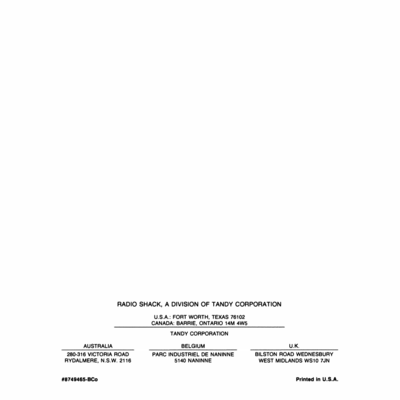 RADIO SHACK, A DIVISION OF TANDY CORPORATION
U.S.A.: FORT WORTH, TEXAS 76102
CANADA: BARRIE, ONTARIO 14M 4W5
TANDY CORPORATION
AUSTRALIA
280-316 VICTORIA ROAD
RYDALMERE, N.S.W. 2116
BELGIUM
PARC INDUSTRIEL DE NANINNE
5140 NANINNE
U.K
BILSTON ROAD WEDNESBURY
WEST MIDLANDS WS10 7JN
#8749465-BCo
Printed in U.S.A.